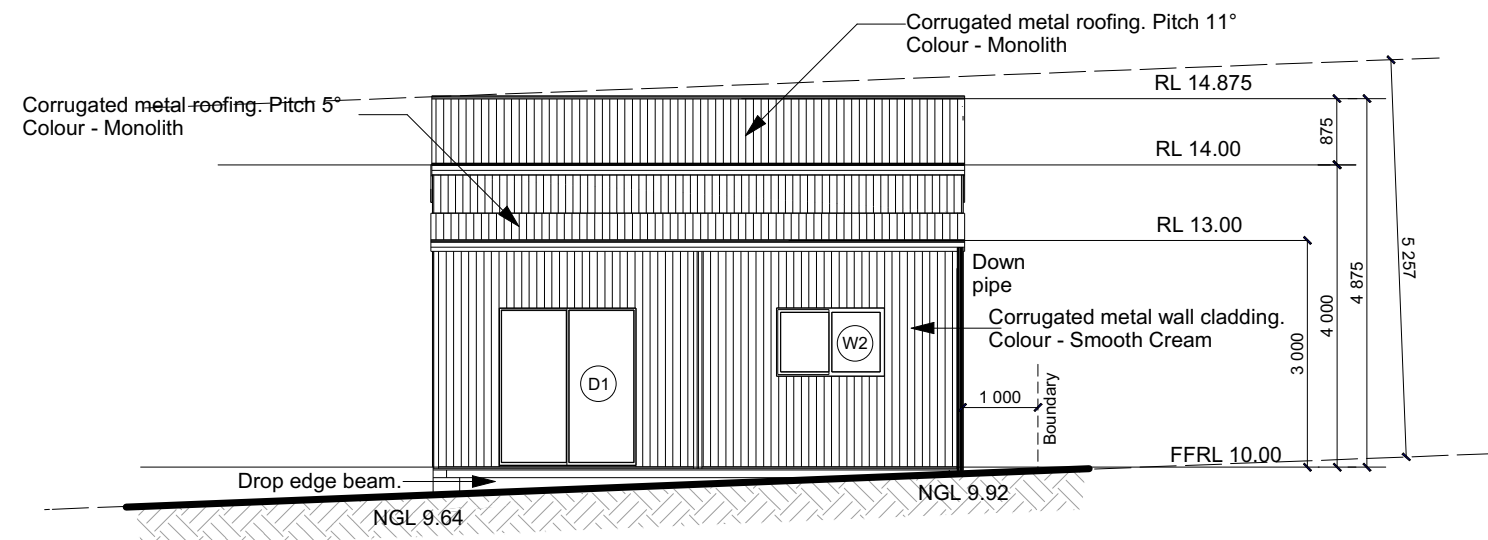 Corrugated metal roofing. Pitch 11°
Colour - Monolith
Corrugated metal roofing. Pitch 5°
Colour - Monolith
RL 14.875
875
RL 14.00
RL 13.00
5 257
4 875
4 000
3 000
Down
pipe
Corrugated metal wall cladding.
Colour - Smooth Cream
W2
D1
1 000
Boundary
FFRL 10.00
Drop edge beam.
NGL 9.92
NGL 9.64